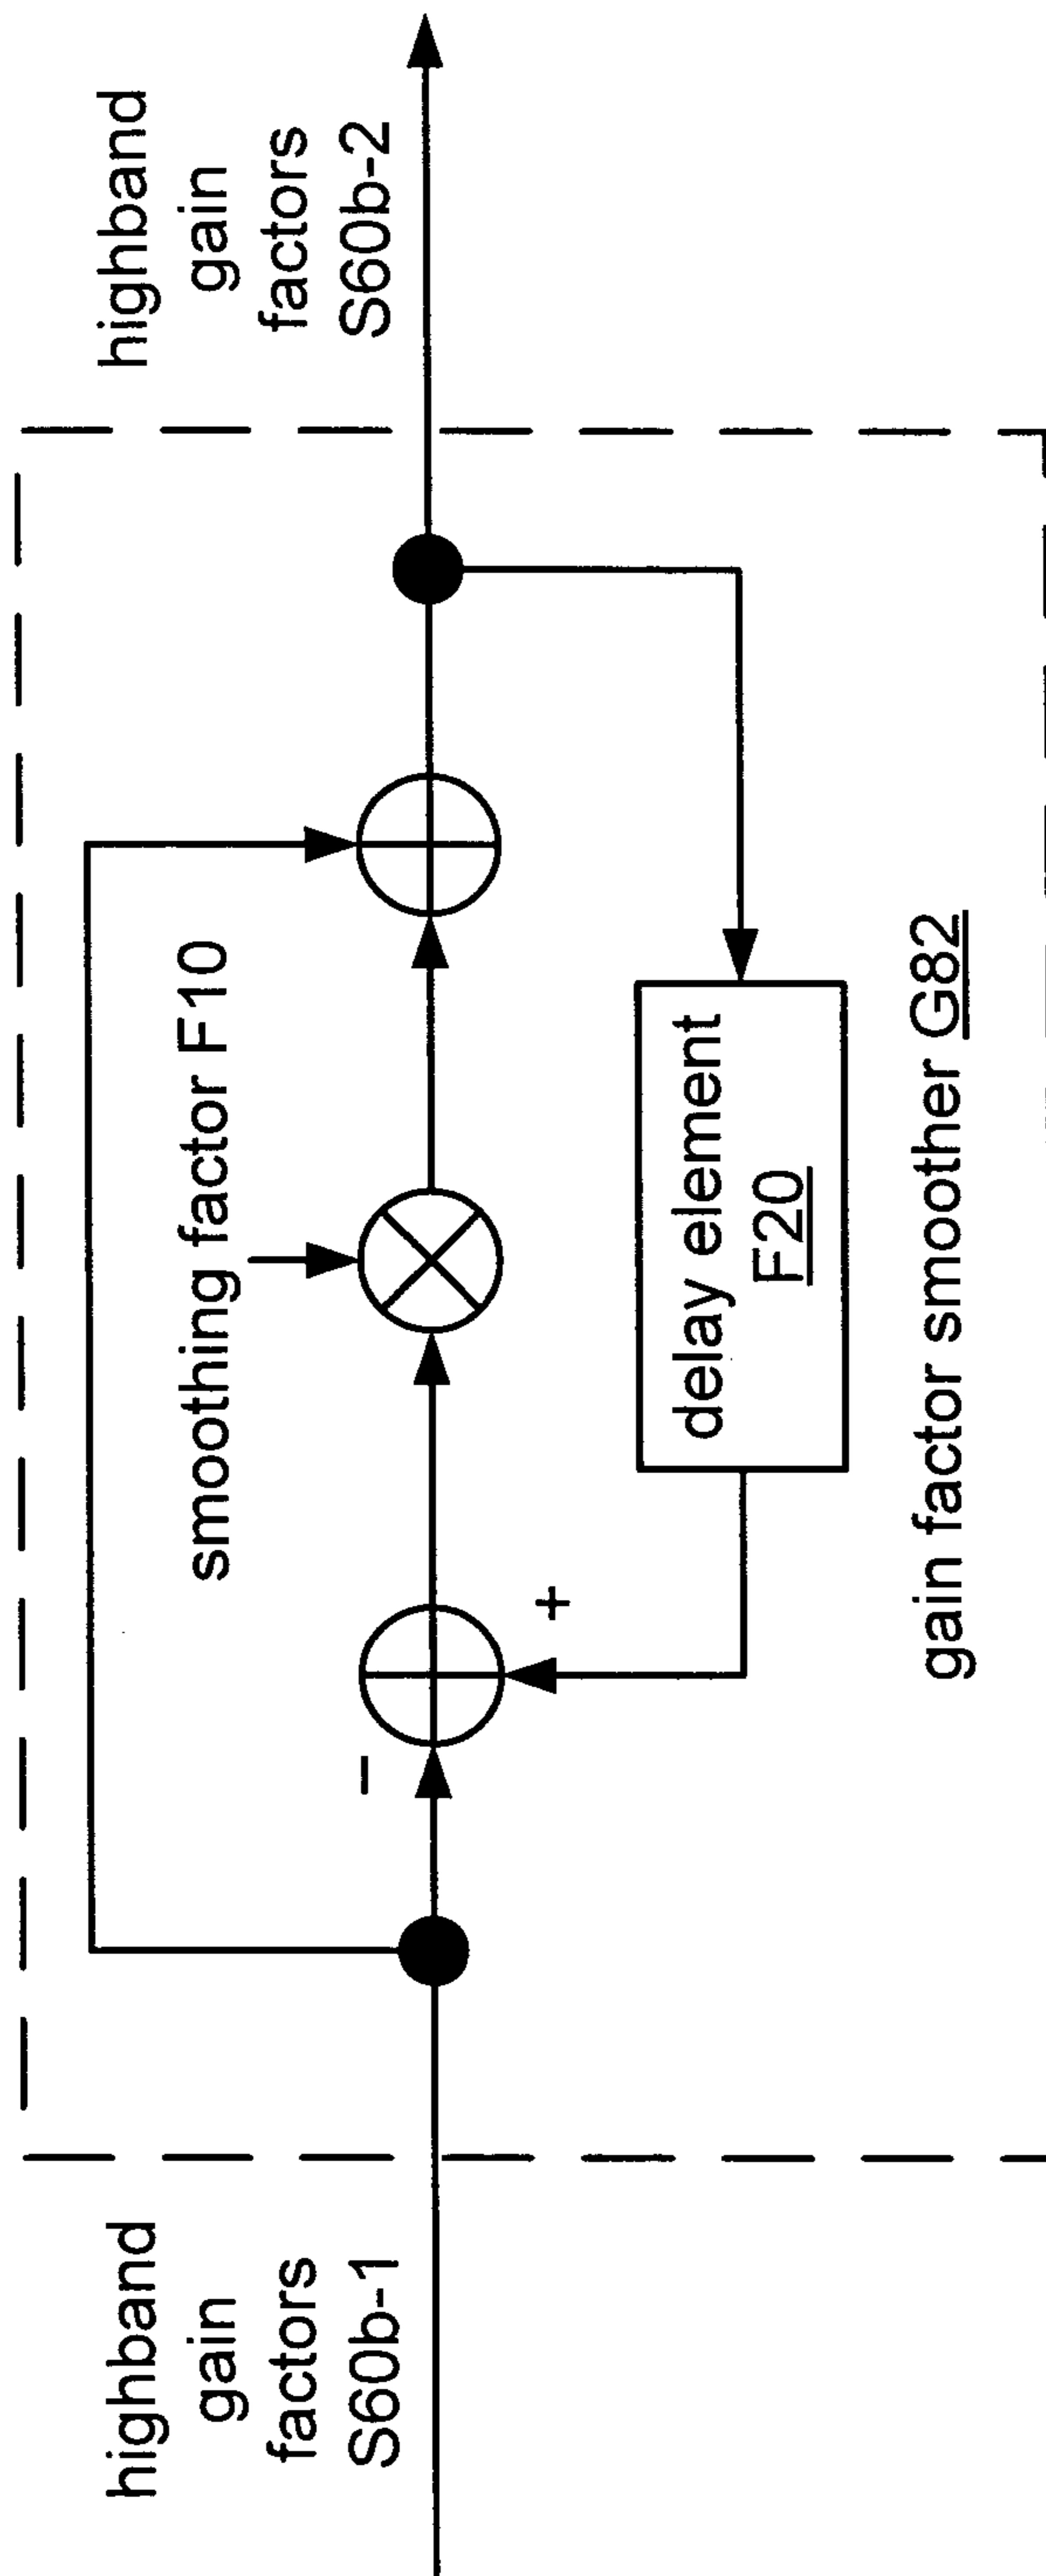 highband
gain
factors
S60b-1
smoothing factor F10
-
+
delay element
F20
gain factor smoother G82
highband
gain
factors
S60b-2